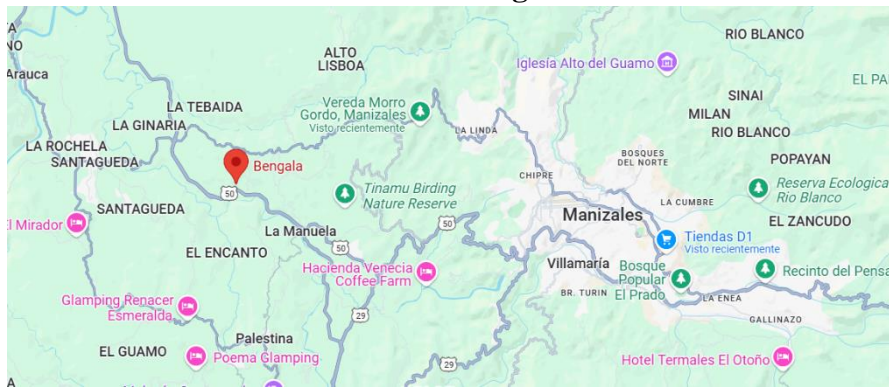 RIO BLANCO
ALTO
LISBOA
Iglesía Alto del Guamo
Arauca
SINAI
MILAN
RIO BLANCO
LA TEBAIDA
Vereda Morro
Gordo, Manizales
Visto recientemente
LA GINARIA
LA LINDA
LA ROCHELA
SANTAGUEDA
BOSQUES
DEL NORTE
POPAYAN
Bengala
50
CHIPRE
Tinamu Birding
Nature Reserve
Reserva Ecologica
Rio Blanco
LA CUMBRE
SANTAGUEDA
Manizales
EL ZANCUDO
El Mirador
La Manuela
50
50
Tiendas D1
Visto recientemente
EL ENCANTO
Hacienda Venecia
Coffee Farm
Villamaría
Bosque
Popular
El Prado
Recinto del Pensa
BR. TURIN
LA ENEA
Glamping Renacer
Esmeralda
29
GALLINAZO
Palestina
EL GUAMO
Poema Glamping
29
Hotel Termales El Otoño